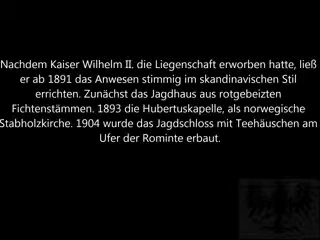 Nachdem Kaiser Wilhelm II. die Liegenschaft erworben hatte, ließ
er ab 1891 das Anwesen stimmig im skandinavischen Stil
errichten. Zunächst das Jagdhaus aus rotgebeizten
Fichtenstämmen. 1893 die Hubertuskapelle, als norwegische
Stabholzkirche. 1904 wurde das Jagdschloss mit Teehäuschen am
Ufer der Rominte erbaut.